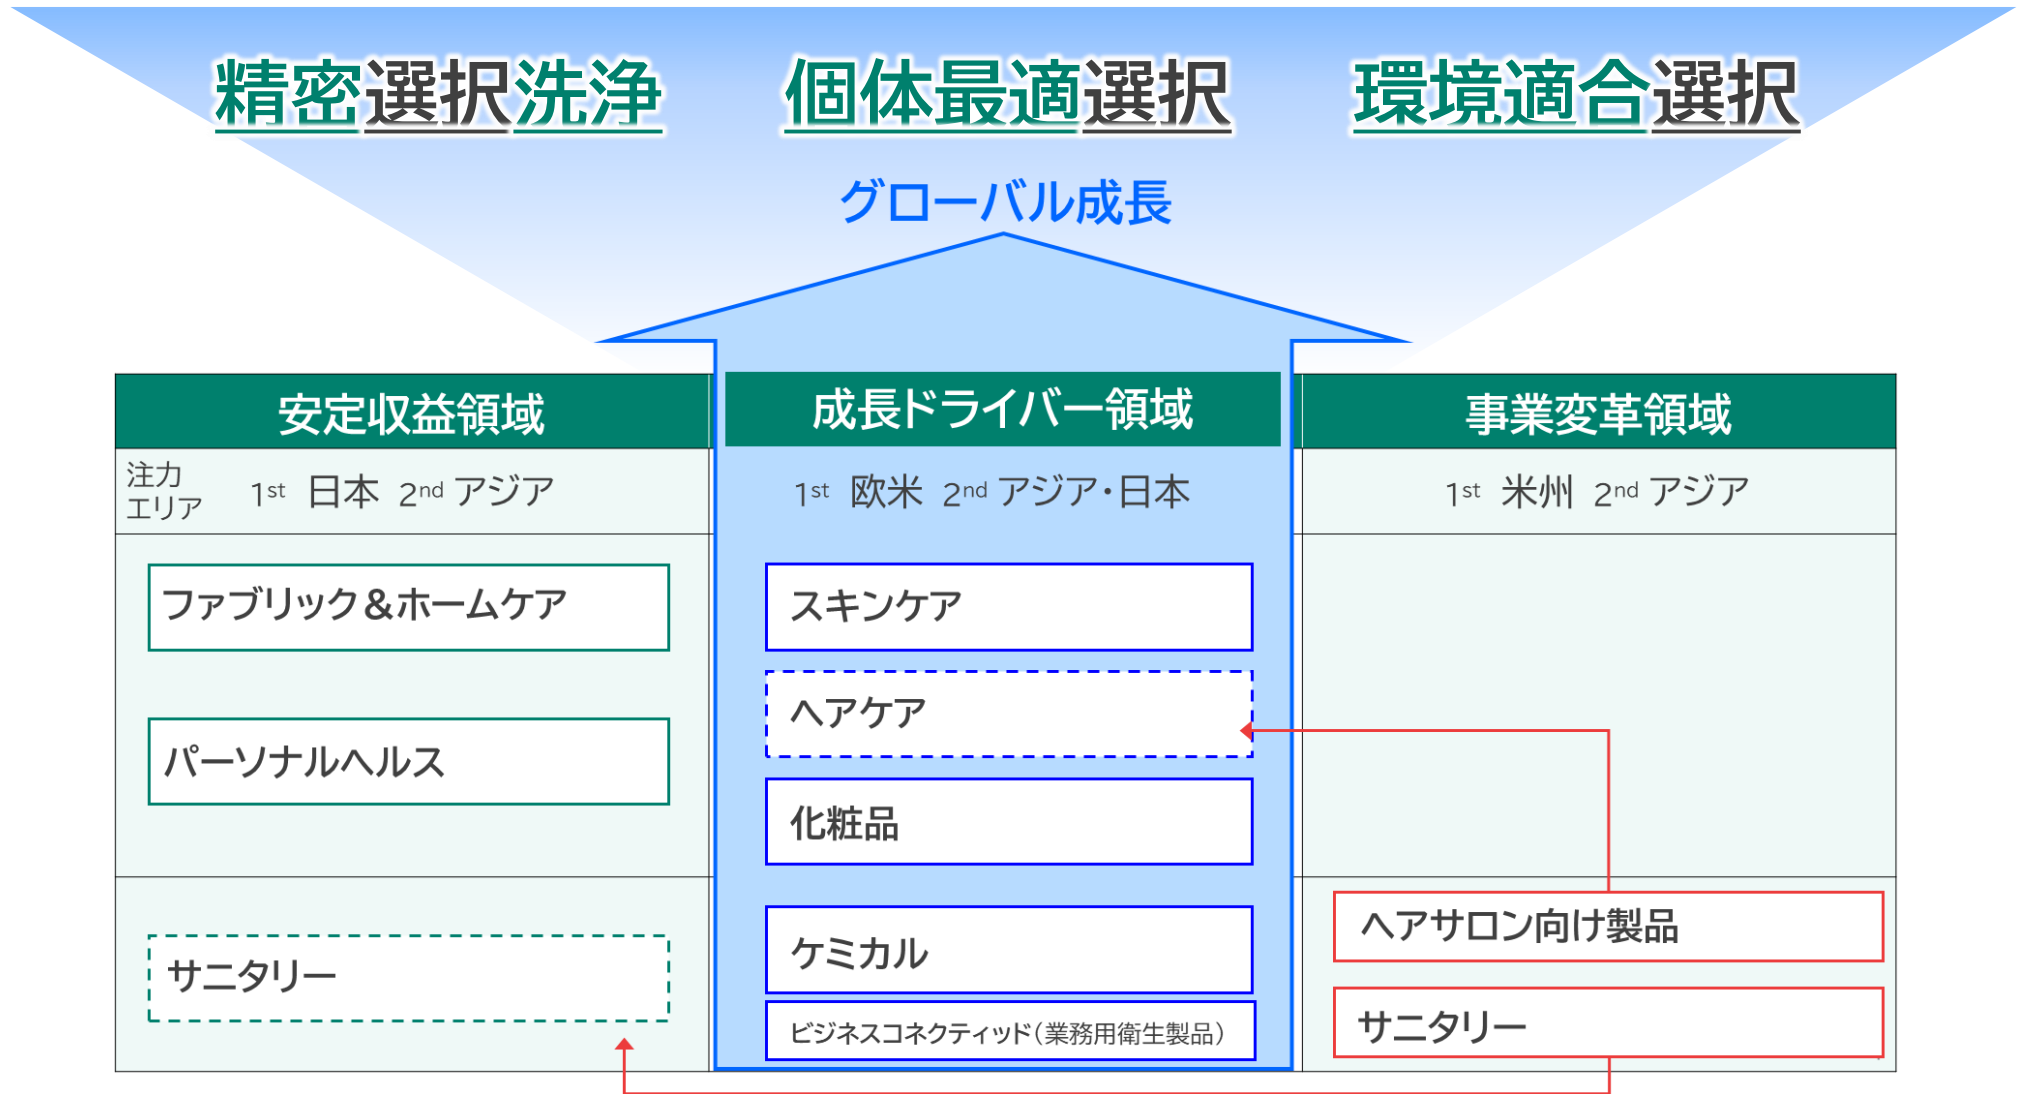 精密選択洗浄 個体最適選択 環境適合選択
グローバル成長
安定収益領域 成長ドライバー領域 事業変革領域
注力
エリア
1st 日本 2nd アジア
1st 欧米 2nd アジア・日本
1st 米州 2nd アジア
ファブリック&ホームケア
パーソナルヘルス
サニタリー
スキンケア
ヘアケア
化粧品
ケミカル
ビジネスコネクティッド(業務用衛生製品)
ヘアサロン向け製品
サニタリー